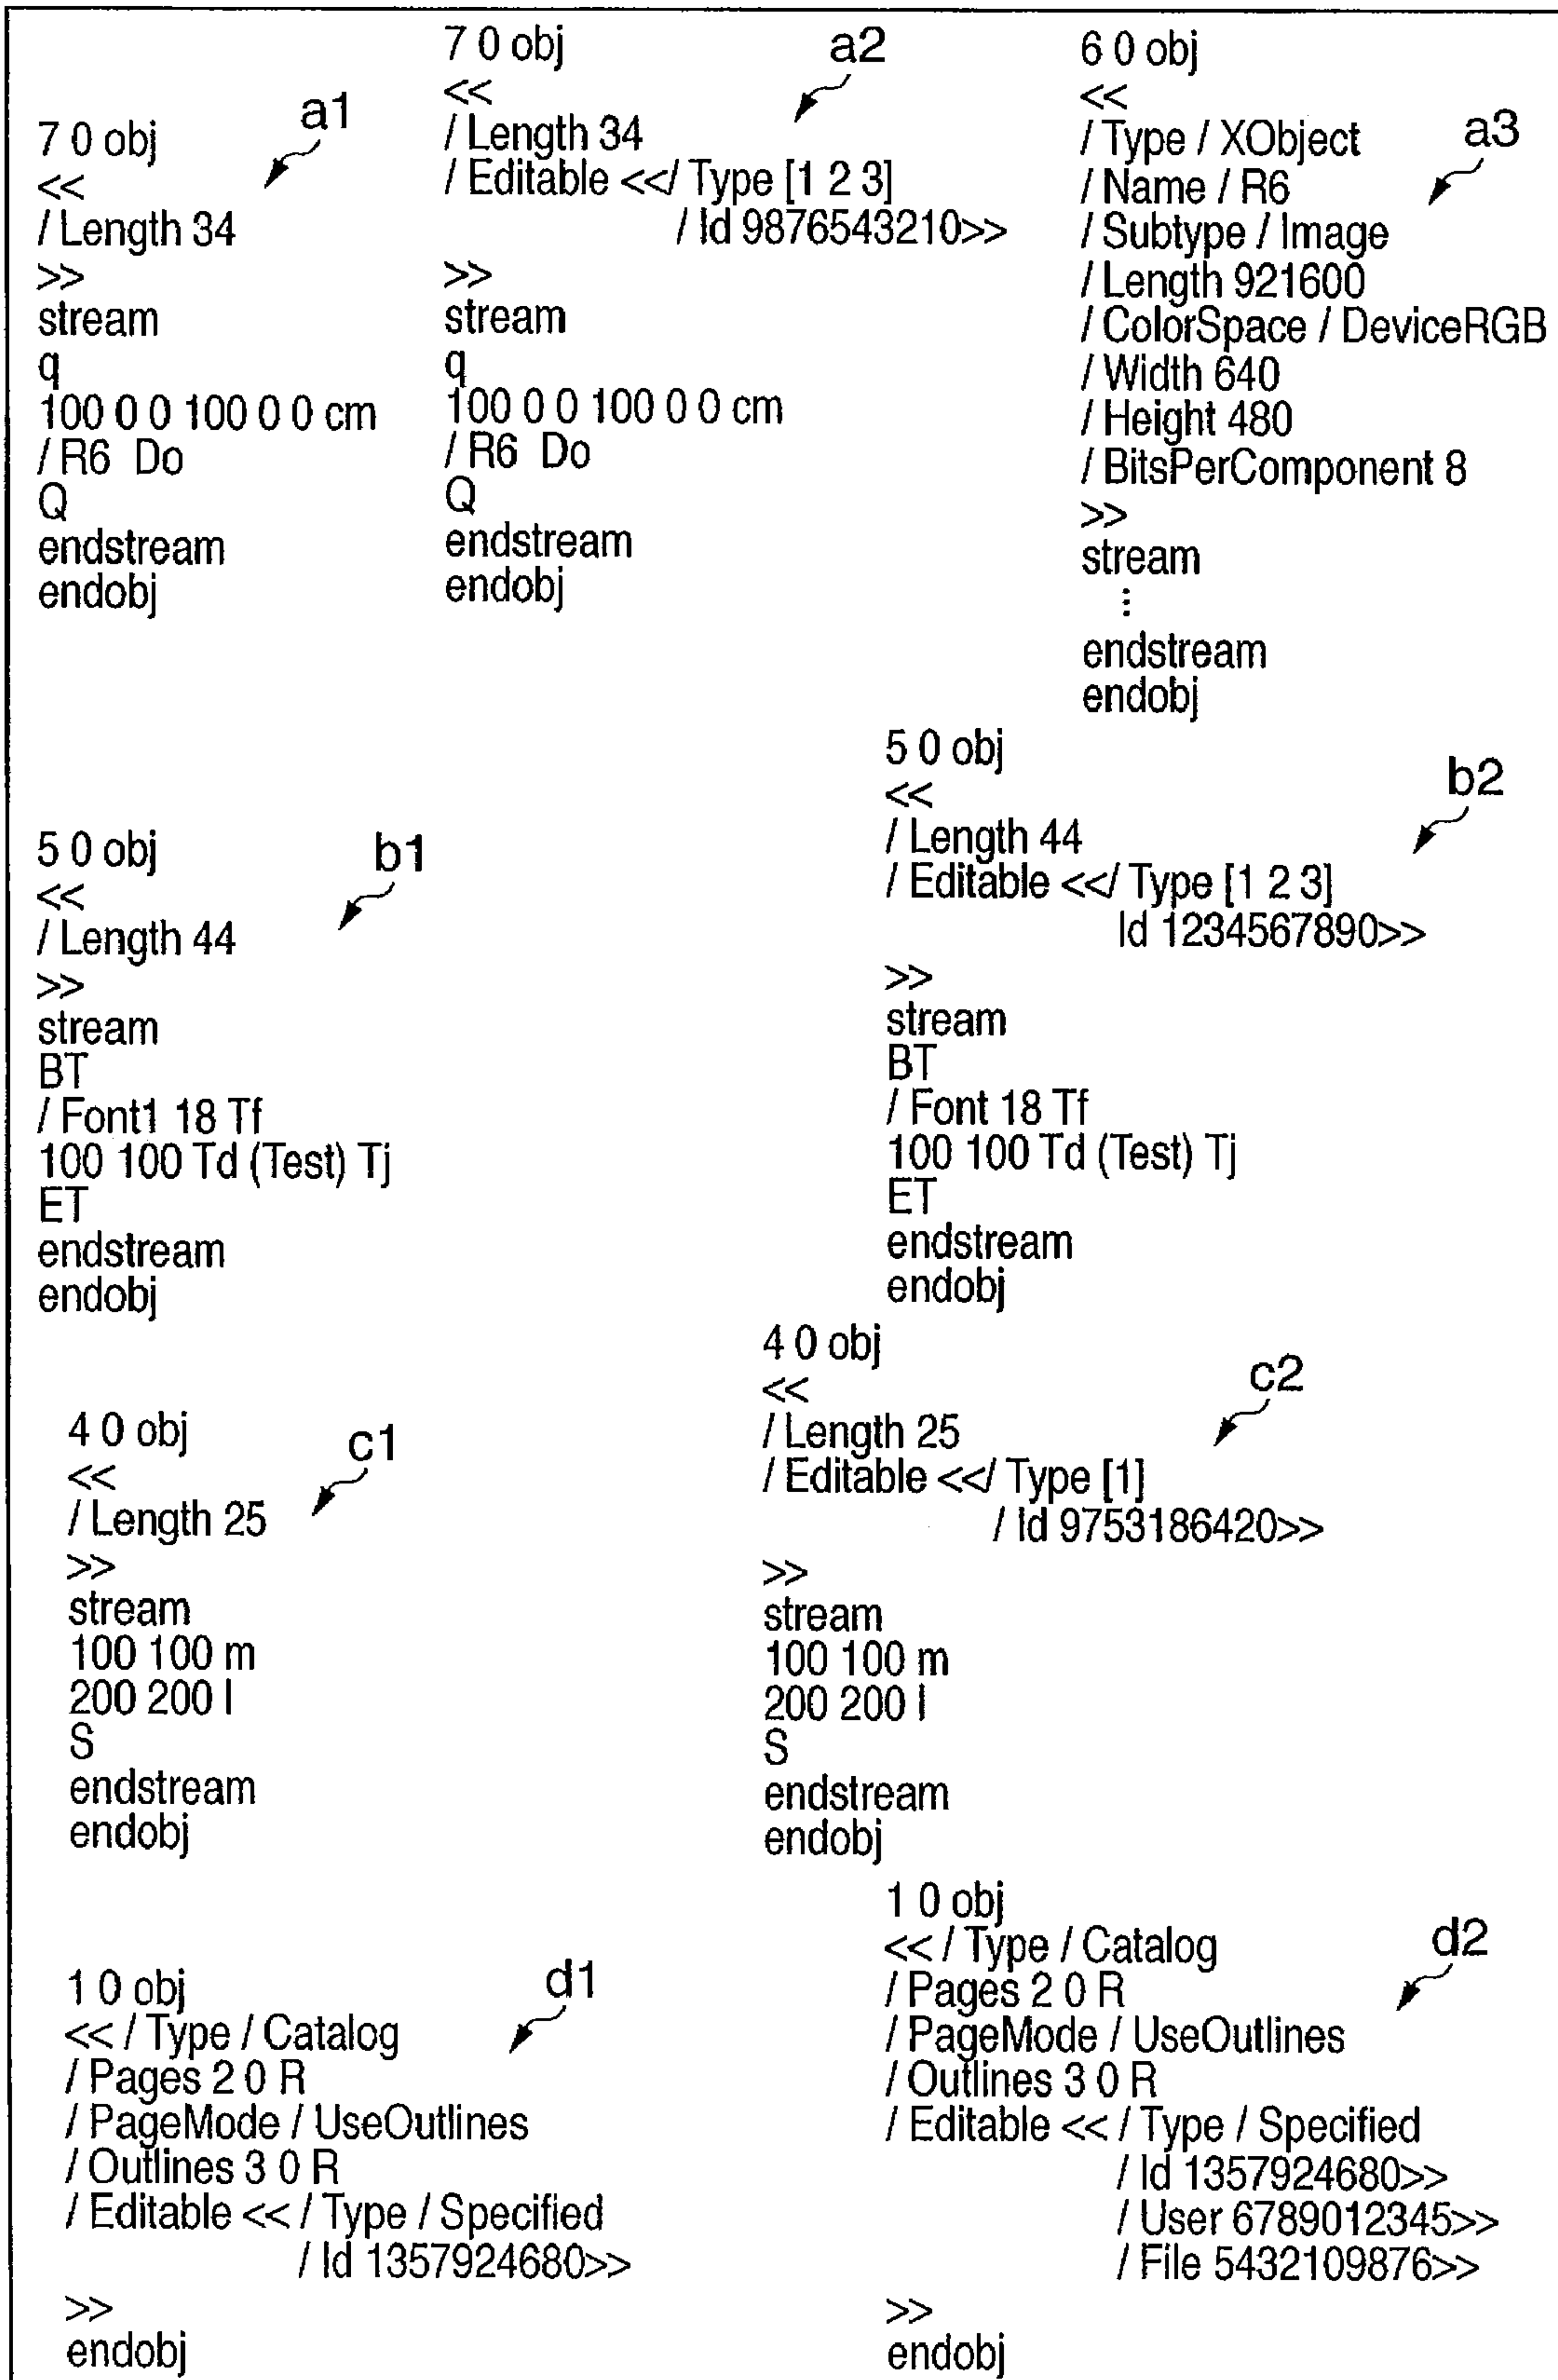 7 0 obj
<<
/ Length 34
>>
stream
q
100 0 0 100 0 0 cm
/ R6 Do
Q
endstream
endobj
a1
7 0 obj
<<
/ Length 34
/ Editable <</ Type [1 2 3]
/ Id 9876543210>>
>>
stream
q
100 0 0 100 0 0 cm
/ R6 Do
Q
endstream
endobj
a2
6 0 obj
<<
/ Type / XObject
/ Name / R6
/ Subtype / Image
/ Length 921600
/ ColorSpace / DeviceRGB
/ Width 640
/ Height 480
/ BitsPerComponent 8
>>
stream
⋮
endstream
endobj
a3
5 0 obj
<<
/ Length 44
>>
stream
BT
/ Font1 18 Tf
100 100 Td (Test) Tj
ET
endstream
endobj
b1
5 0 obj
<<
/ Length 44
/ Editable <</ Type [1 2 3]
Id 1234567890>>
>>
stream
BT
/ Font 18 Tf
100 100 Td (Test) Tj
ET
endstream
endobj
b2
4 0 obj
<<
/ Length 25
>>
stream
100 100 m
200 200 l
S
endstream
endobj
c1
4 0 obj
<<
/ Length 25
/ Editable <</ Type [1]
/ Id 9753186420>>
>>
stream
100 100 m
200 200 l
S
endstream
endobj
c2
1 0 obj
<< / Type / Catalog
/ Pages 2 0 R
/ PageMode / UseOutlines
/ Outlines 3 0 R
/ Editable << / Type / Specified
/ Id 1357924680>>
>>
endobj
d1
1 0 obj
<< / Type / Catalog
/ Pages 2 0 R
/ PageMode / UseOutlines
/ Outlines 3 0 R
/ Editable << / Type / Specified
/ Id 1357924680>>
/ User 6789012345>>
/ File 5432109876>>
>>
endobj
d2